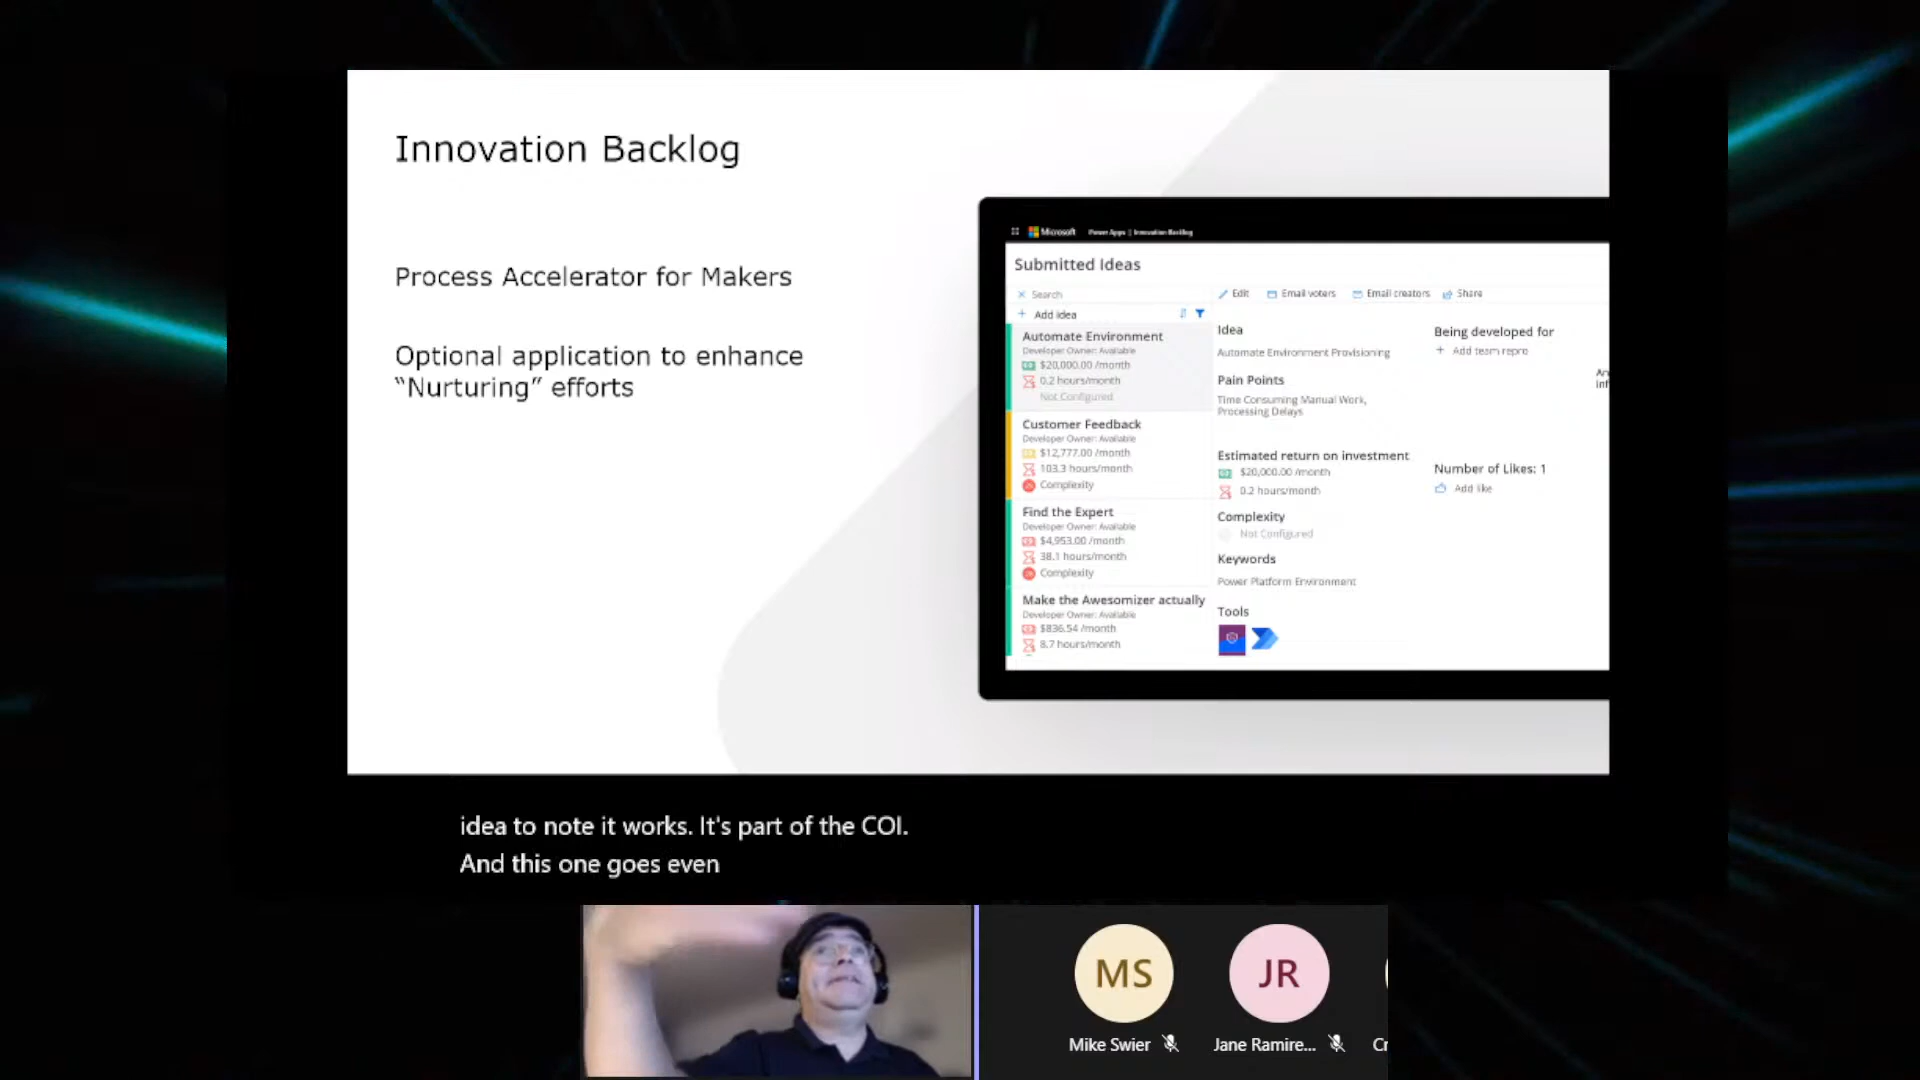 Innovation Backlog
Process Accelerator for Makers
Optional application to enhance
“Nurturing” efforts
Microsoft Power Apps | Innovation Backlog
Submitted Ideas
Search
Add idea
Automate Environment
Developer Owner: Available
$20,000.00 /month
0.2 hours/month
Not Configured
Customer Feedback
Developer Owner: Available
$12,777.00 /month
103.3 hours/month
Complexity
Find the Expert
Developer Owner: Available
$4,953.00 /month
38.1 hours/month
Complexity
Make the Awesomizer actually
Developer Owner: Available
$836.54 /month
8.7 hours/month
Edit Email voters Email creators Share
Idea
Automate Environment Provisioning
Pain Points
Time Consuming Manual Work,
Processing Delays
Estimated return on investment
$20,000.00 /month
0.2 hours/month
Complexity
Not Configured
Keywords
Power Platform Environment
Tools
Being developed for
Add team repro
Number of Likes: 1
Add like
An
inf
idea to note it works. It's part of the COI.
And this one goes even
MS JR
Mike Swier Jane Ramire... Cr